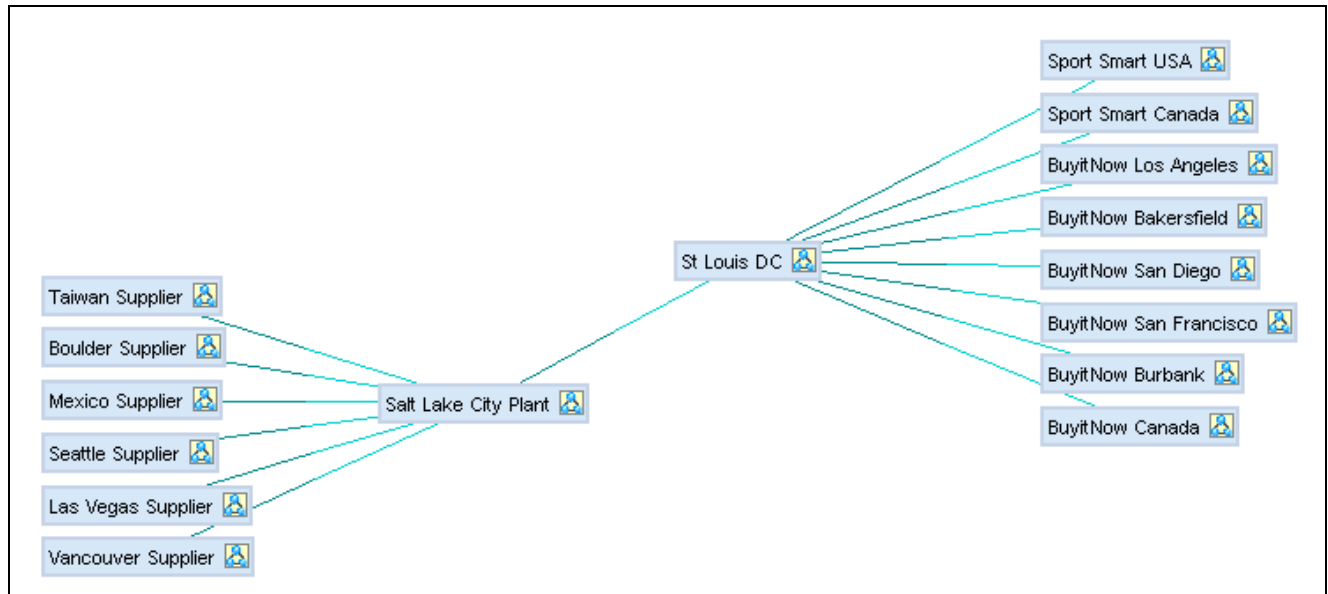 Sport Smart USA
Sport Smart Canada
BuyitNow Los Angeles
BuyitNow Bakersfield
St Louis DC
BuyitNow San Diego
Taiwan Supplier
BuyitNow San Francisco
Boulder Supplier
BuyitNow Burbank
Mexico Supplier
Salt Lake City Plant
BuyitNow Canada
Seattle Supplier
Las Vegas Supplier
Vancouver Supplier